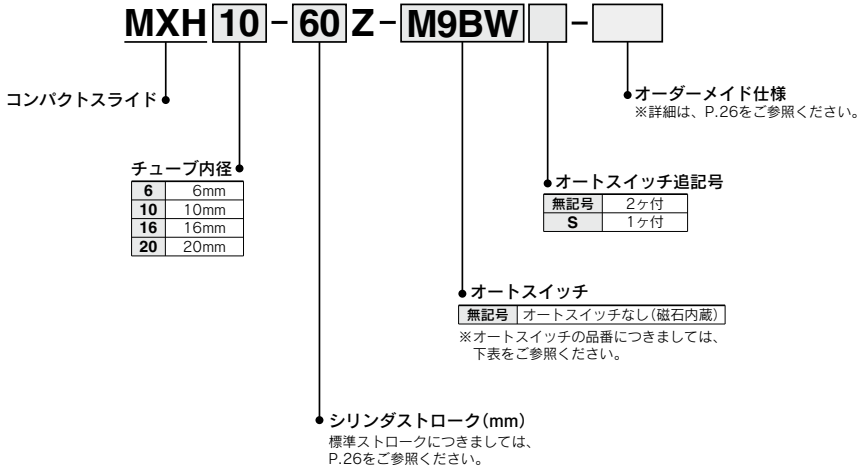 MXH 10 - 60 Z - M9BW -
コンパクトスライド
オーダーメイド仕様
※詳細は、P.26をご参照ください。
チューブ内径
6 6mm
10 10mm
16 16mm
20 20mm
オートスイッチ追記号
無記号 2ヶ付
S 1ヶ付
オートスイッチ
無記号 オートスイッチなし(磁石内蔵)
※オートスイッチの品番につきましては、
下表をご参照ください。
シリンダストローク(mm)
標準ストロークにつきましては、
P.26をご参照ください。